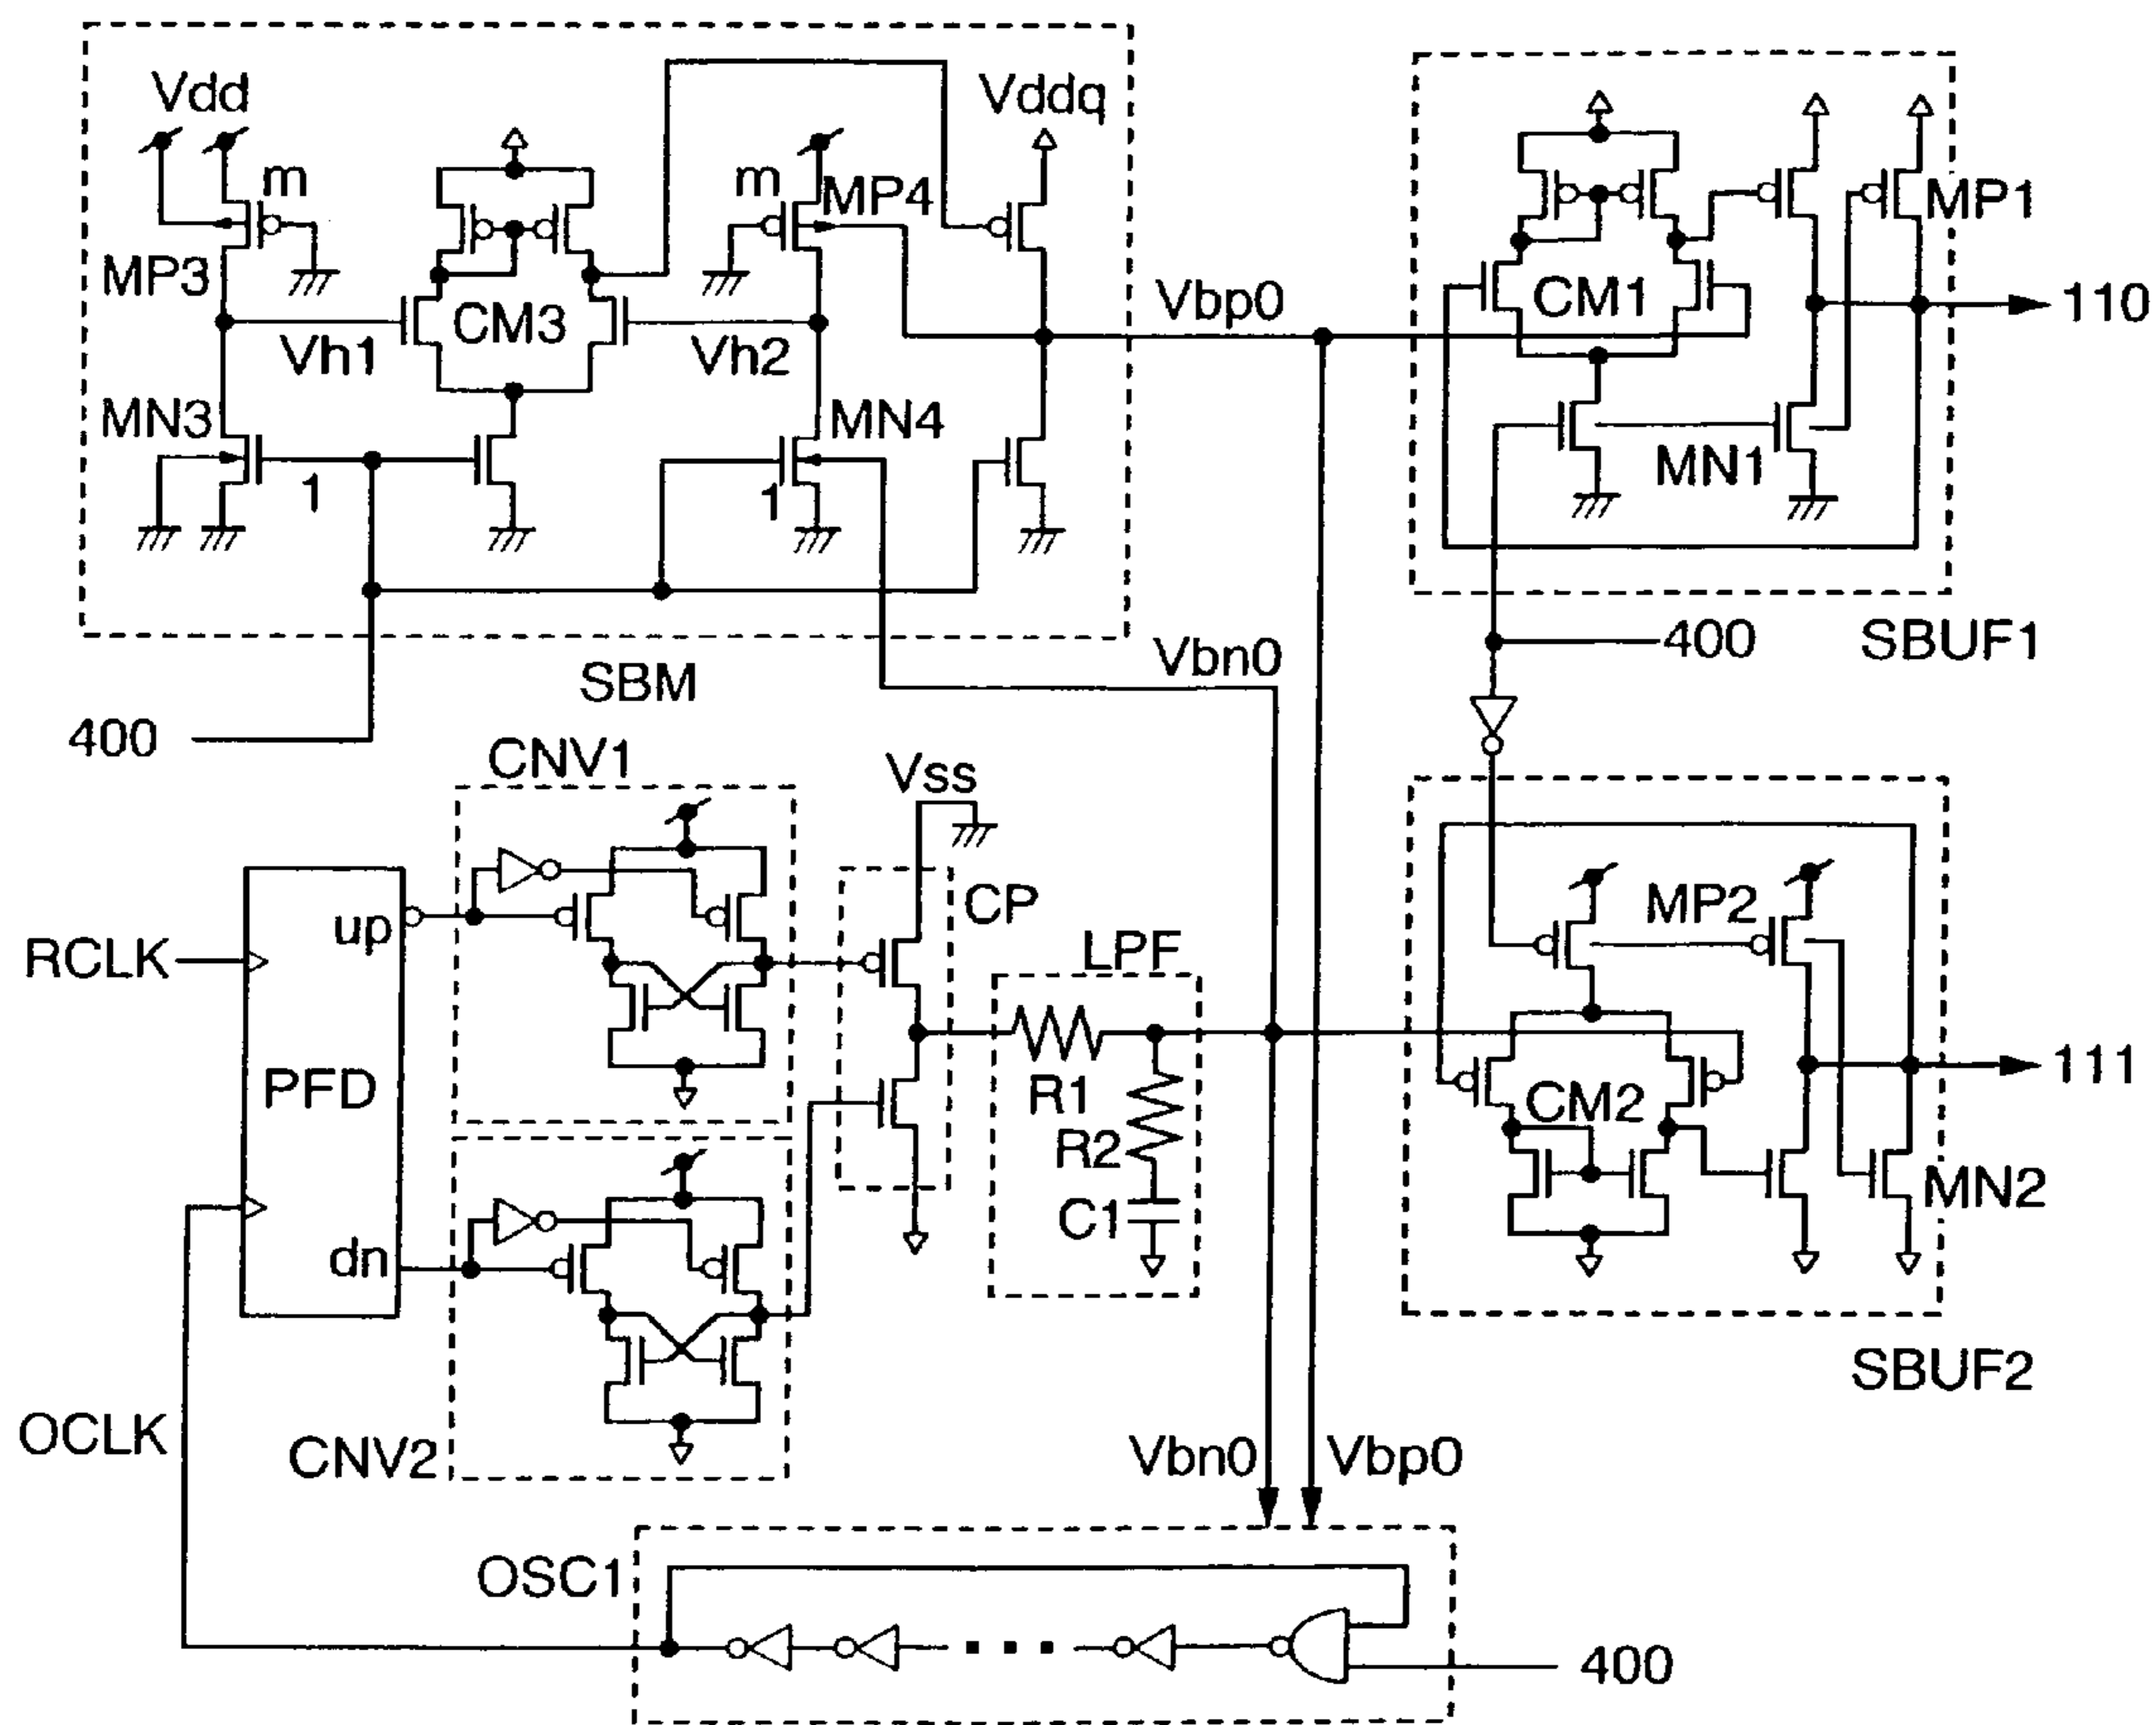 Vdd
Vddq
m
m
MP4
MP1
MP3
CM3
Vh1
Vh2
Vbp0
CM1
110
MN3
MN4
MN1
1
1
SBM
Vbn0
400
SBUF1
400
CNV1
Vss
up
CP
MP2
RCLK
LPF
PFD
R1
CM2
111
R2
C1
MN2
dn
SBUF2
OCLK
CNV2
Vbn0
Vbp0
OSC1
400